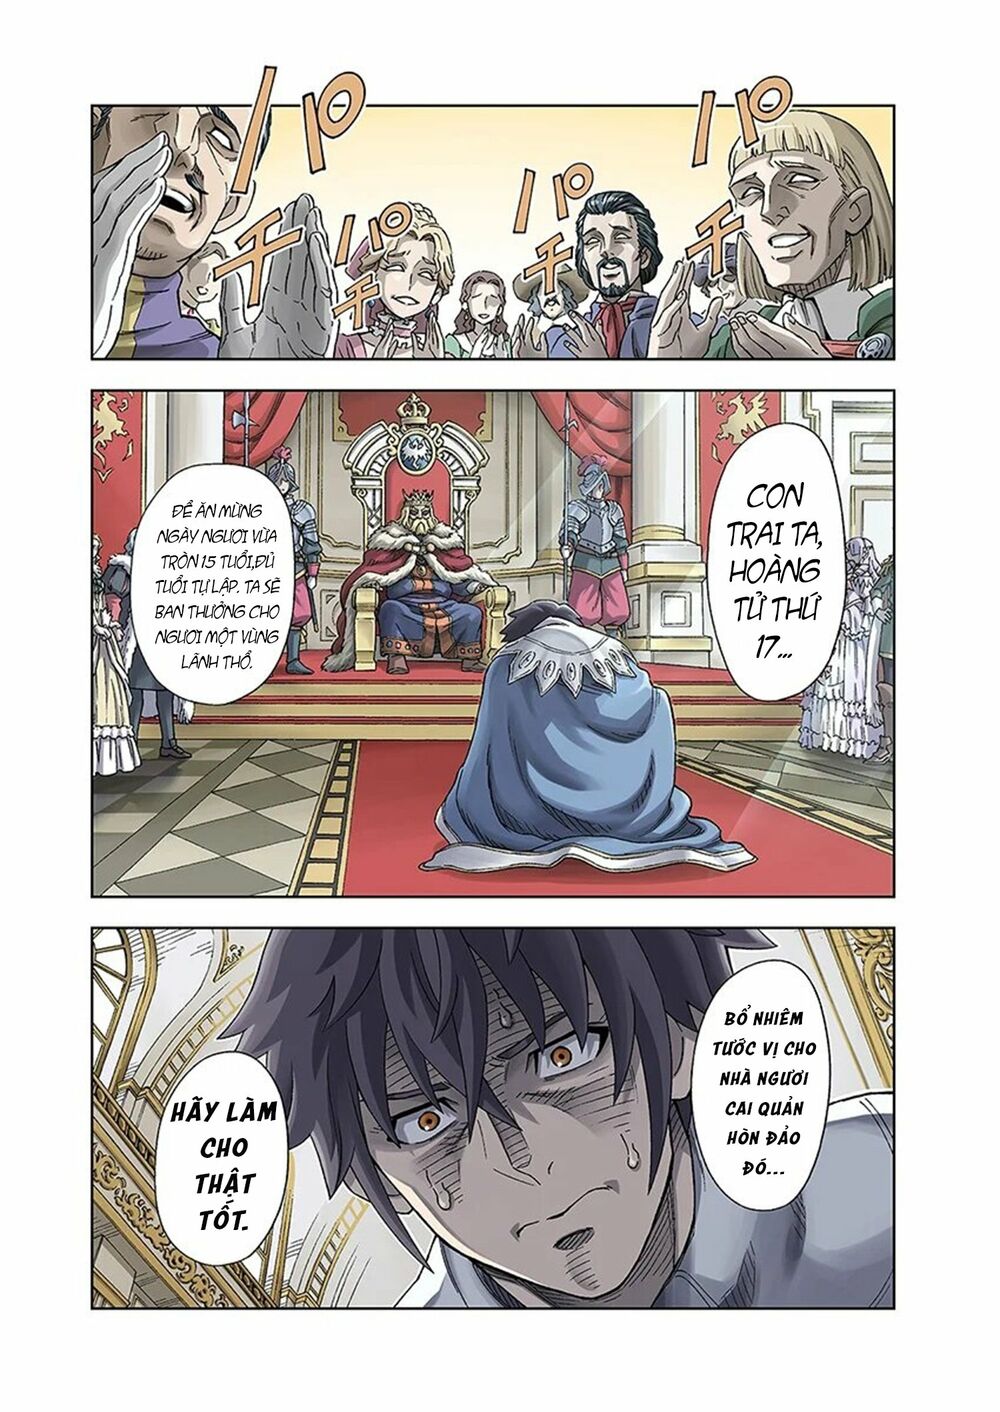 パチ
パチ
パチ
パチ
パ
CON
TRAI TA,
HOÀNG
TỬ THỨ
17...
ĐỂ ĂN MỪNG
NGÀY NGƯƠI VỪA
TRÒN 15 TUỔI,ĐỦ
TUỔI TỰ LẬP. TA SẼ
BAN THƯỞNG CHO
NGƯƠI MỘT VÙNG
LÃNH THỔ.
BỔ NHIÊM
TƯỚC VỊ CHO
NHÀ NGƯƠI
CAI QUẢN
HÒN ĐẢO
ĐÓ...
HÃY LÀM
CHO
THẬT
TỐT.